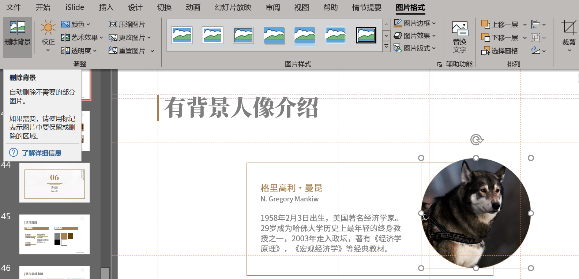 文件 开始 iSlide 插入 设计 切换 动画 幻灯片放映 审阅 视图 帮助 情节提要 图片格式
删除背景 校正 颜色 艺术效果 透明度 压缩图片 更改图片 重置图片
图片边框 图片效果 图片版式
替换文字
上移一层 下移一层 选择窗格
裁剪
调整 图片样式 辅助功能 排列
删除背景
自动删除不需要的部分
图片。
如果需要，请使用标记
表示图片中要保留或删
除的区域。
了解详细信息
有背景人像介绍
格里高利·曼昆
N. Gregory Mankiw
1958年2月3日出生，美国著名经济学家。
29岁成为哈佛大学历史上最年轻的终身教
授之一，2003年走入政坛，著有《经济学
原理》、《宏观经济学》等经典教材。
44
06
45
46